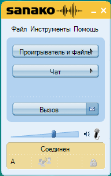 sanako
Файл Инструменты Помощь
Проигрыватель и файлы
Чат
Вызов
Соединен
A